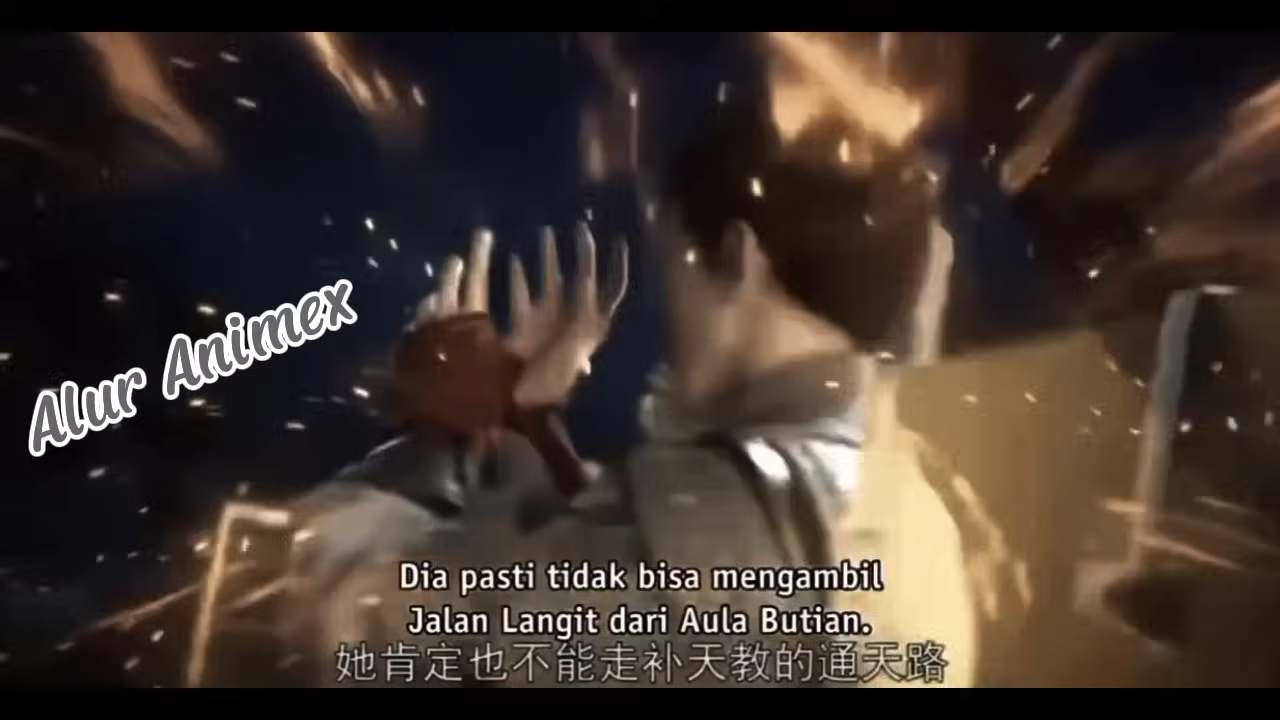 Alur Animex
Dia pasti tidak bisa mengambil
Jalan Langit dari Aula Butian.
她肯定也不能走补天教的通天路